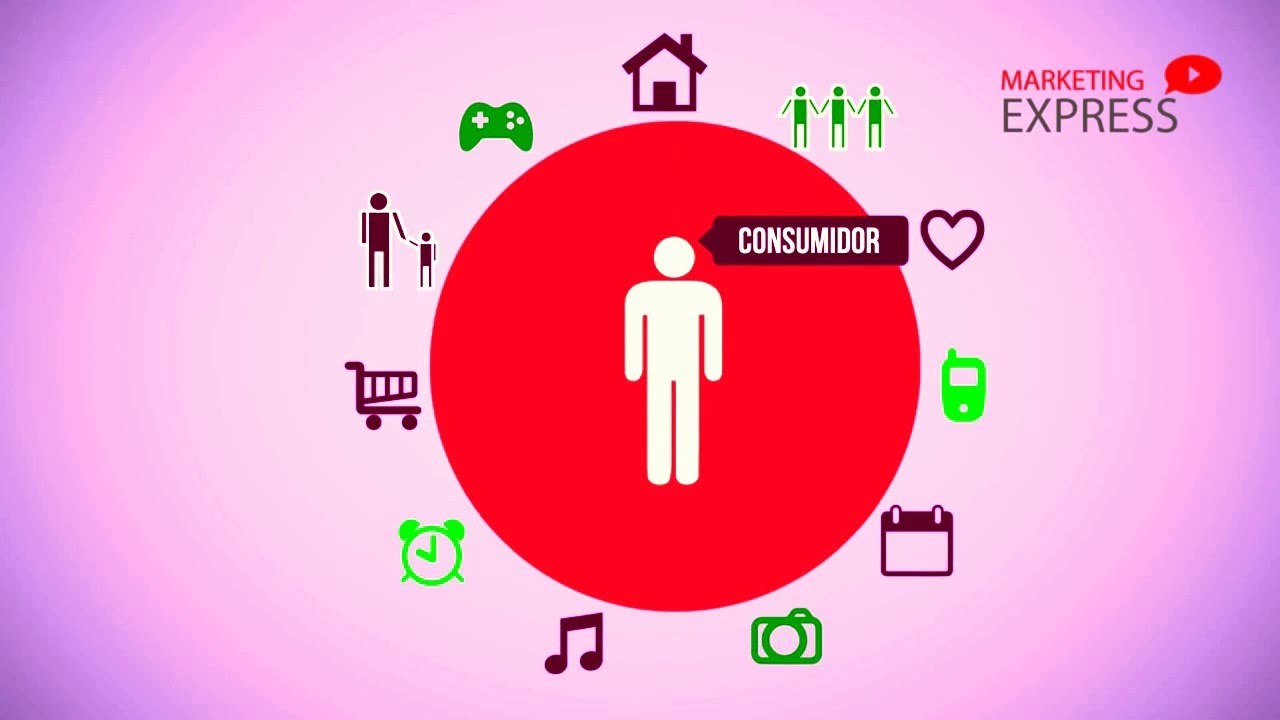 MARKETING
EXPRESS
CONSUMIDOR